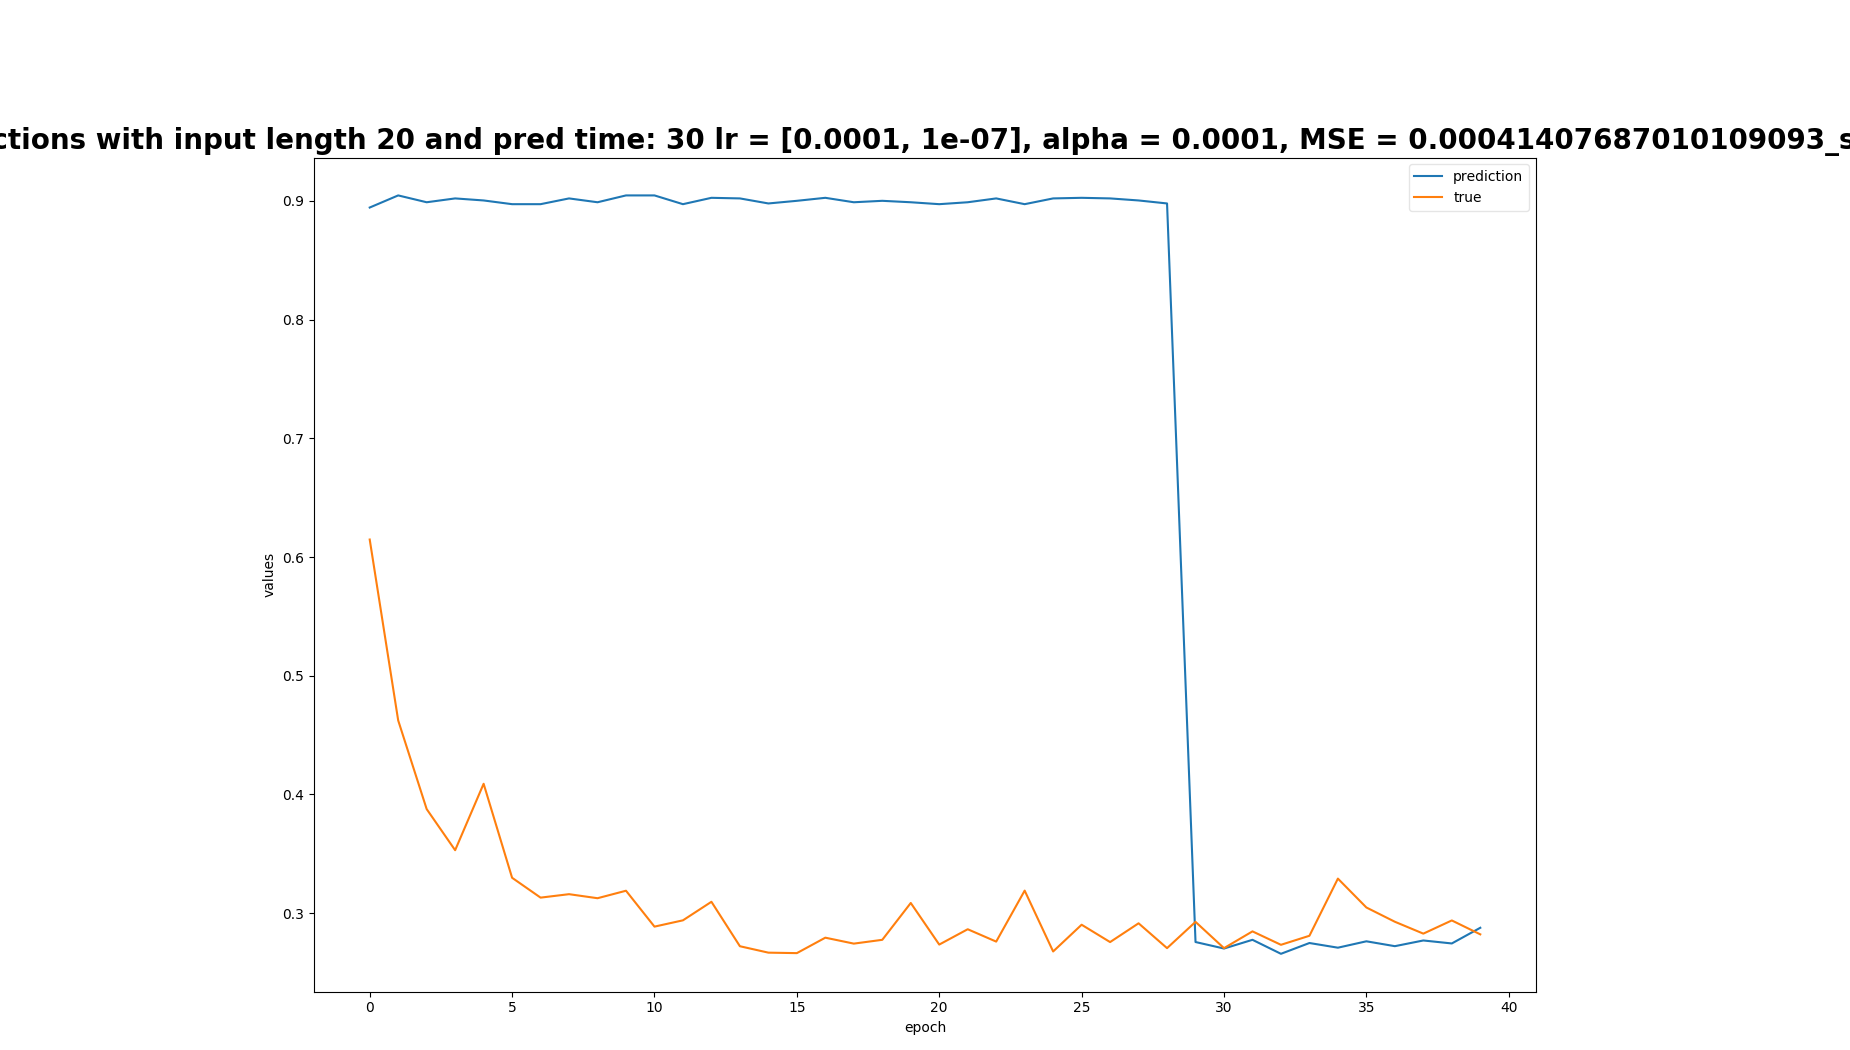 ctions with input length 20 and pred time: 30 lr = [0.0001, 1e-07], alpha = 0.0001, MSE = 0.00041407687010109093_s
prediction
true
0.9
0.8
0.7
0.6
0.5
0.4
0.3
values
0 5 10 15 20 25 30 35 40
epoch